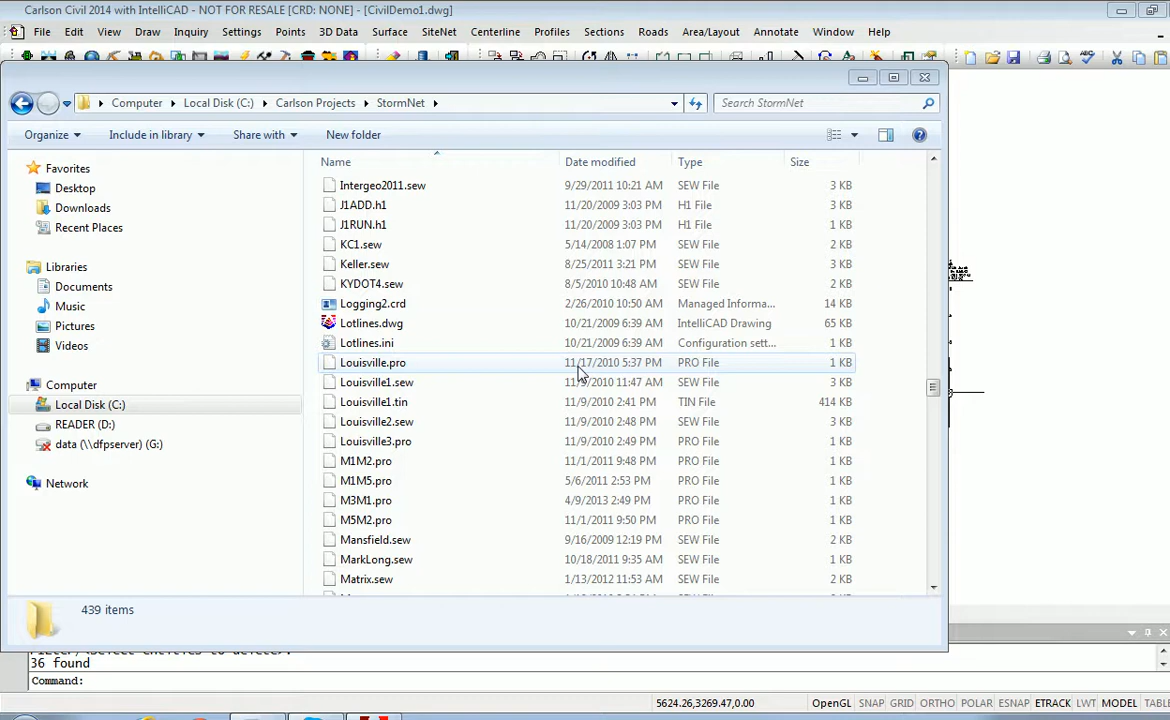 Carlson Civil 2014 with IntelliCAD - NOT FOR RESALE [CRD: NONE] - [CivilDemo1.dwg]
File Edit View Draw Inquiry Settings Points 3D Data Surface SiteNet Centerline Profiles Sections Roads Area/Layout Annotate Window Help
Computer Local Disk (C:) Carlson Projects StormNet Search StormNet
Organize Include in library Share with New folder
Name Date modified Type Size
Favorites
Desktop
Downloads
Recent Places
Libraries
Documents
Music
Pictures
Videos
Computer
Local Disk (C:)
READER (D:)
data (\\dfpserver) (G:)
Network
Intergeo2011.sew 9/29/2011 10:21 AM SEW File 3 KB
J1ADD.h1 11/20/2009 3:03 PM H1 File 3 KB
J1RUN.h1 11/20/2009 3:03 PM H1 File 1 KB
KC1.sew 5/14/2008 1:07 PM SEW File 2 KB
Keller.sew 8/25/2011 3:21 PM SEW File 3 KB
KYDOT4.sew 8/5/2010 10:48 AM SEW File 2 KB
Logging2.crd 2/26/2010 10:50 AM Managed Informa... 14 KB
Lotlines.dwg 10/21/2009 6:39 AM IntelliCAD Drawing 65 KB
Lotlines.ini 10/21/2009 6:39 AM Configuration sett... 1 KB
Louisville.pro 11/17/2010 5:37 PM PRO File 1 KB
Louisville1.sew 11/9/2010 11:47 AM SEW File 3 KB
Louisville1.tin 11/9/2010 2:41 PM TIN File 414 KB
Louisville2.sew 11/9/2010 2:48 PM SEW File 3 KB
Louisville3.pro 11/9/2010 2:49 PM PRO File 1 KB
M1M2.pro 11/1/2011 9:48 PM PRO File 1 KB
M1M5.pro 5/6/2011 2:53 PM PRO File 1 KB
M3M1.pro 4/9/2013 2:49 PM PRO File 1 KB
M5M2.pro 11/1/2011 9:50 PM PRO File 1 KB
Mansfield.sew 9/16/2009 12:19 PM SEW File 3 KB
MarkLong.sew 10/18/2011 9:35 AM SEW File 3 KB
Matrix.sew 1/13/2012 11:53 AM SEW File 2 KB
439 items
FILTER/<Select entities to delete>:
36 found
Command:
5624.26,3269.47,0.00 OpenGL SNAP GRID ORTHO POLAR ESNAP ETRACK LWT MODEL TABL